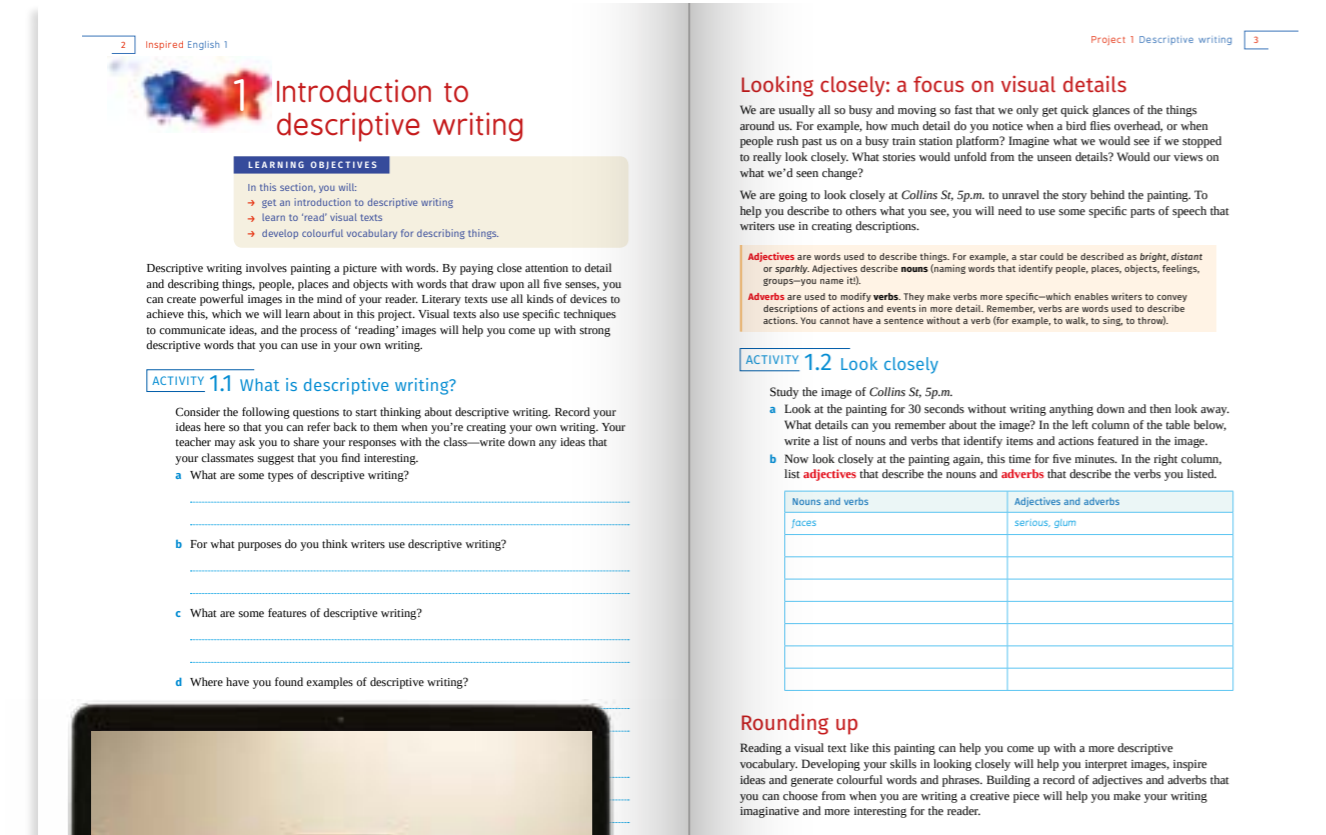 2 Inspired English 1
1 Introduction to
descriptive writing
LEARNING OBJECTIVES
In this section, you will:
→ get an introduction to descriptive writing
→ learn to ‘read’ visual texts
→ develop colourful vocabulary for describing things.
Descriptive writing involves painting a picture with words. By paying close attention to detail
and describing things, people, places and objects with words that draw upon all five senses, you
can create powerful images in the mind of your reader. Literary texts use all kinds of devices to
achieve this, which we will learn about in this project. Visual texts also use specific techniques
to communicate ideas, and the process of ‘reading’ images will help you come up with strong
descriptive words that you can use in your own writing.
ACTIVITY 1.1 What is descriptive writing?
Consider the following questions to start thinking about descriptive writing. Record your
ideas here so that you can refer back to them when you’re creating your own writing. Your
teacher may ask you to share your responses with the class—write down any ideas that
your classmates suggest that you find interesting.
a What are some types of descriptive writing?
b For what purposes do you think writers use descriptive writing?
c What are some features of descriptive writing?
d Where have you found examples of descriptive writing?
Project 1 Descriptive writing 3
Looking closely: a focus on visual details
We are usually all so busy and moving so fast that we only get quick glances of the things
around us. For example, how much detail do you notice when a bird flies overhead, or when
people rush past us on a busy train station platform? Imagine what we would see if we stopped
to really look closely. What stories would unfold from the unseen details? Would our views on
what we’d seen change?
We are going to look closely at Collins St, 5p.m. to unravel the story behind the painting. To
help you describe to others what you see, you will need to use some specific parts of speech that
writers use in creating descriptions.
Adjectives are words used to describe things. For example, a star could be described as bright, distant
or sparkly. Adjectives describe nouns (naming words that identify people, places, objects, feelings,
groups—you name it!).
Adverbs are used to modify verbs. They make verbs more specific—which enables writers to convey
descriptions of actions and events in more detail. Remember, verbs are words used to describe
actions. You cannot have a sentence without a verb (for example, to walk, to sing, to throw).
ACTIVITY 1.2 Look closely
Study the image of Collins St, 5p.m.
a Look at the painting for 30 seconds without writing anything down and then look away.
What details can you remember about the image? In the left column of the table below,
write a list of nouns and verbs that identify items and actions featured in the image.
b Now look closely at the painting again, this time for five minutes. In the right column,
list adjectives that describe the nouns and adverbs that describe the verbs you listed.
Nouns and verbs Adjectives and adverbs
faces serious, glum
Rounding up
Reading a visual text like this painting can help you come up with a more descriptive
vocabulary. Developing your skills in looking closely will help you interpret images, inspire
ideas and generate colourful words and phrases. Building a record of adjectives and adverbs that
you can choose from when you are writing a creative piece will help you make your writing
imaginative and more interesting for the reader.